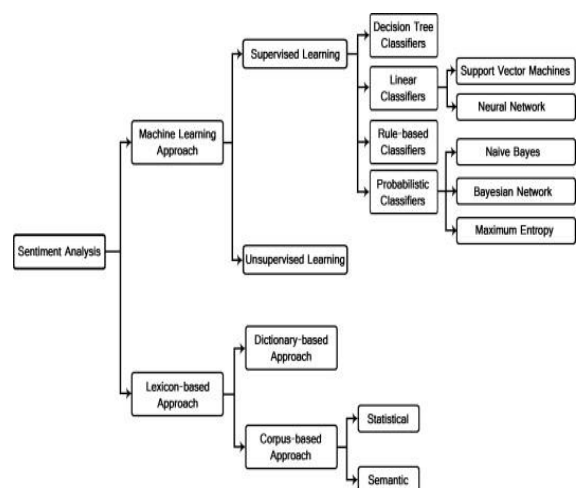 Decision Tree
Classifiers
Supervised Learning
Linear
Classifiers
Support Vector Machines
Neural Network
Machine Learning
Approach
Rule-based
Classifiers
Naive Bayes
Probabilistic
Classifiers
Bayesian Network
Maximum Entropy
Sentiment Analysis
Unsupervised Learning
Dictionary-based
Approach
Lexicon-based
Approach
Statistical
Corpus-based
Approach
Semantic